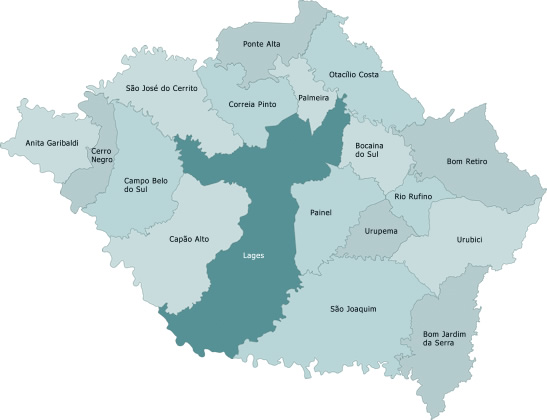 Ponte Alta
Otacílio Costa
São José do Cerrito
Correia Pinto
Palmeira
Anita Garibaldi
Cerro
Negro
Bocaina
do Sul
Bom Retiro
Campo Belo
do Sul
Rio Rufino
Painel
Urupema
Capão Alto
Urubici
Lages
São Joaquim
Bom Jardim
da Serra